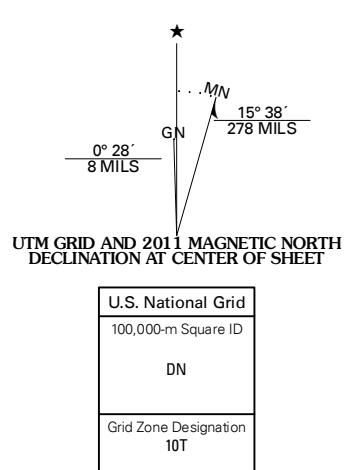 ★
MN
GN
15° 38´
278 MILS
0° 28´
8 MILS
UTM GRID AND 2011 MAGNETIC NORTH
DECLINATION AT CENTER OF SHEET
U.S. National Grid
100,000-m Square ID
DN
Grid Zone Designation
10T